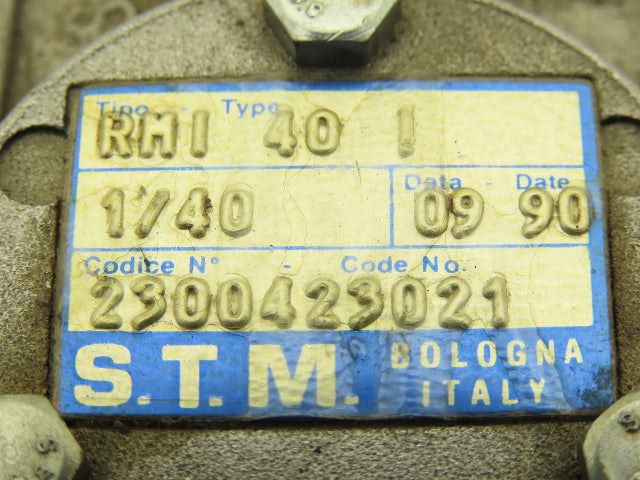 Tipo - Type
RMI 40 I
Data - Date
1/40 09 90
Codice N° - Code No.
2300423021
S.T.M. BOLOGNA
ITALY